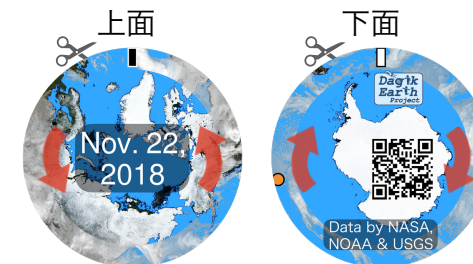 上面
下面
Nov. 22,
2018
Dagik
Earth
Project
Data by NASA,
NOAA & USGS